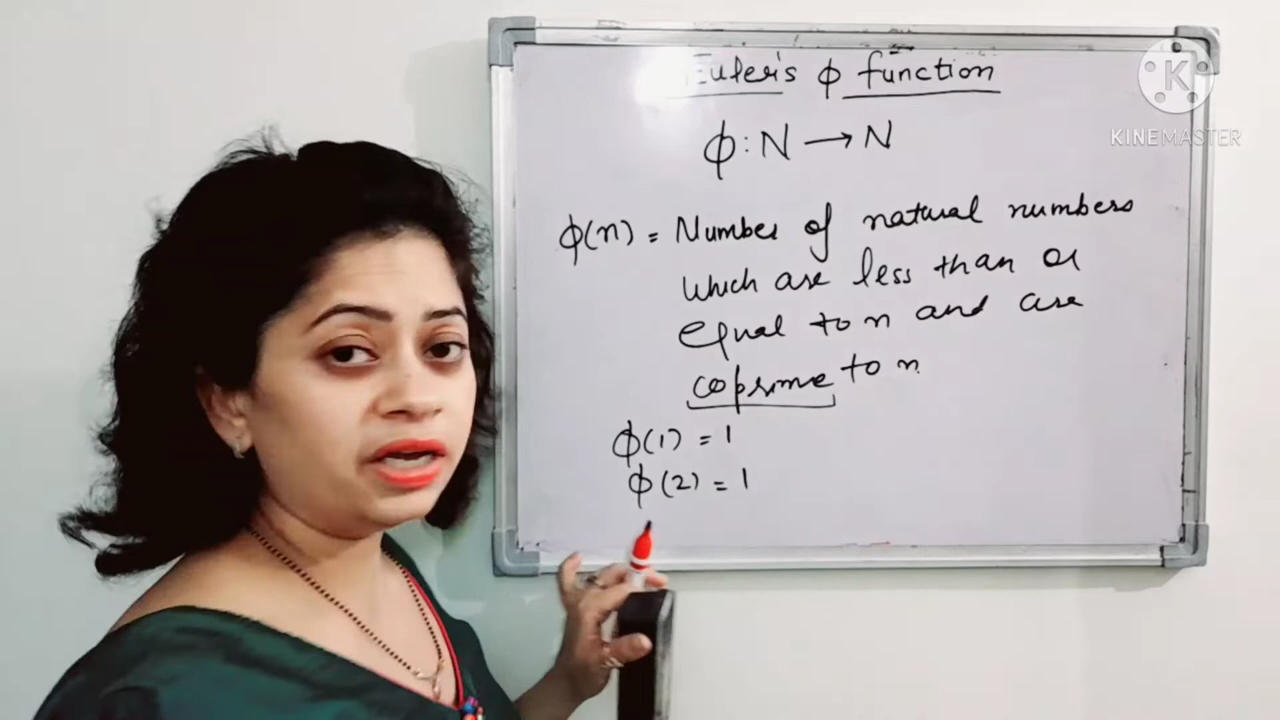 Euler's ϕ function
ϕ : N → N
ϕ(n) = Number of natural numbers
which are less than or
equal to n and are
coprime to n
ϕ(1) = 1
ϕ(2) = 1
K
KINEMASTER